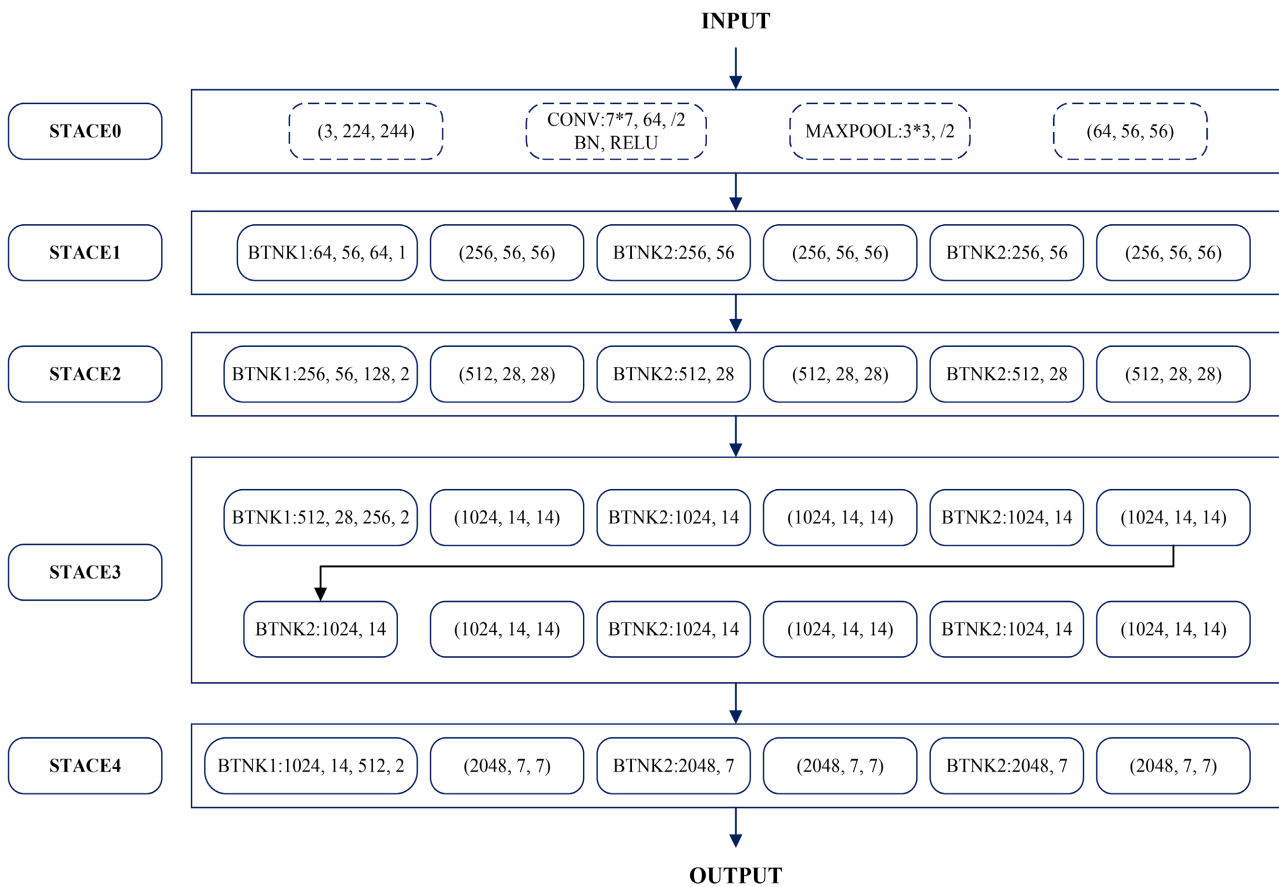 INPUT
STACE0
(3, 224, 244)
CONV:7*7, 64, /2
BN, RELU
MAXPOOL:3*3, /2
(64, 56, 56)
STACE1
BTNK1:64, 56, 64, 1
(256, 56, 56)
BTNK2:256, 56
(256, 56, 56)
BTNK2:256, 56
(256, 56, 56)
STACE2
BTNK1:256, 56, 128, 2
(512, 28, 28)
BTNK2:512, 28
(512, 28, 28)
BTNK2:512, 28
(512, 28, 28)
STACE3
BTNK1:512, 28, 256, 2
(1024, 14, 14)
BTNK2:1024, 14
(1024, 14, 14)
BTNK2:1024, 14
(1024, 14, 14)
BTNK2:1024, 14
(1024, 14, 14)
BTNK2:1024, 14
(1024, 14, 14)
BTNK2:1024, 14
(1024, 14, 14)
STACE4
BTNK1:1024, 14, 512, 2
(2048, 7, 7)
BTNK2:2048, 7
(2048, 7, 7)
BTNK2:2048, 7
(2048, 7, 7)
OUTPUT